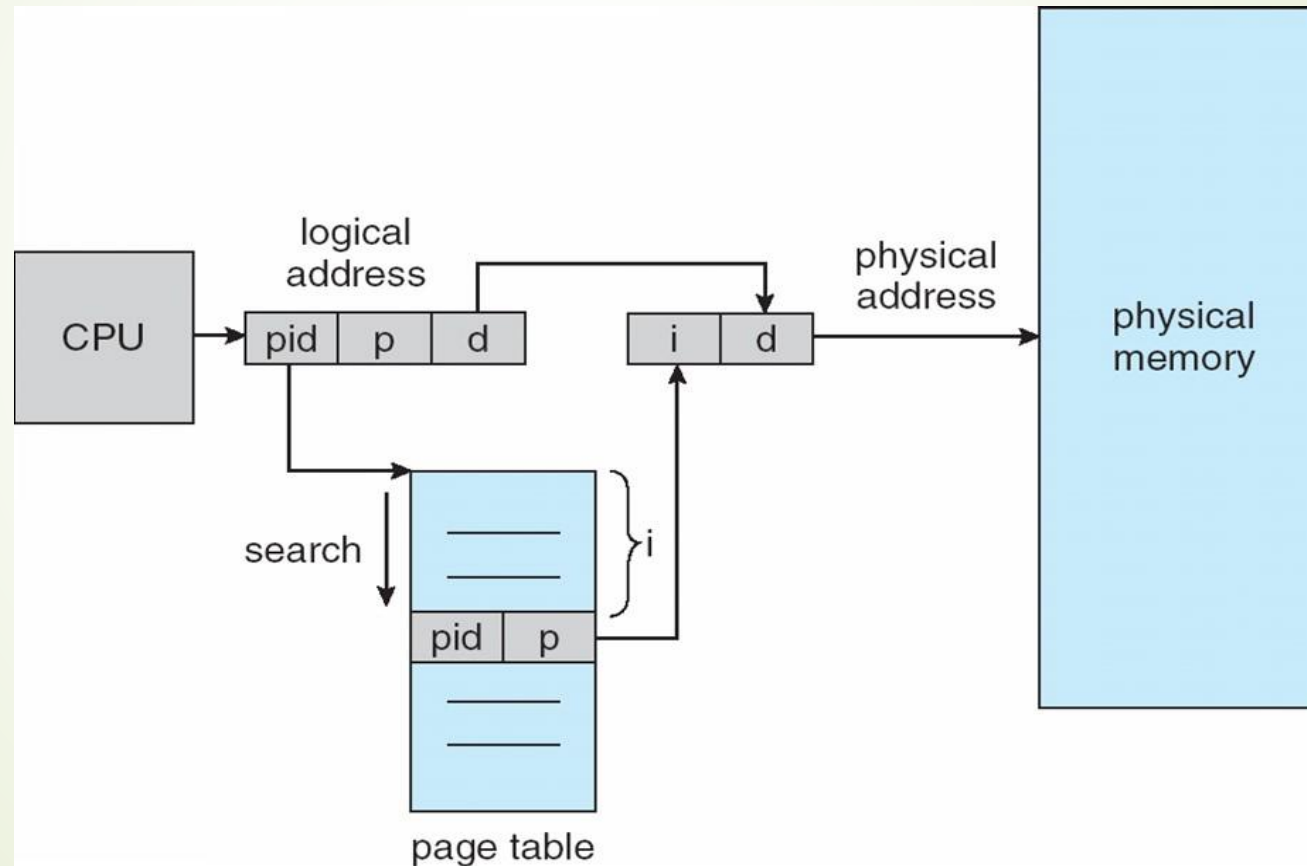 logical
address
CPU
pid
p
d
i
d
physical
address
physical
memory
search
i
pid
p
page table